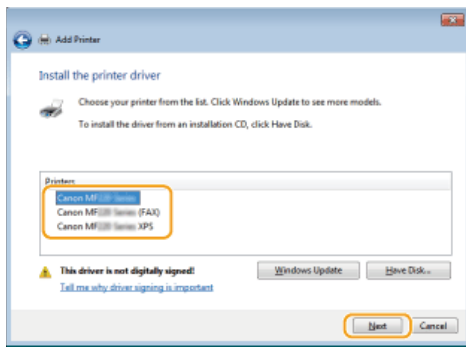 Add Printer
Install the printer driver
Choose your printer from the list. Click Windows Update to see more models.
To install the driver from an installation CD, click Have Disk.
Printers
Canon MF
Canon MF (FAX)
Canon MF XPS
This driver is not digitally signed!
Windows Update
Have Disk...
Tell me why driver signing is important
Next
Cancel